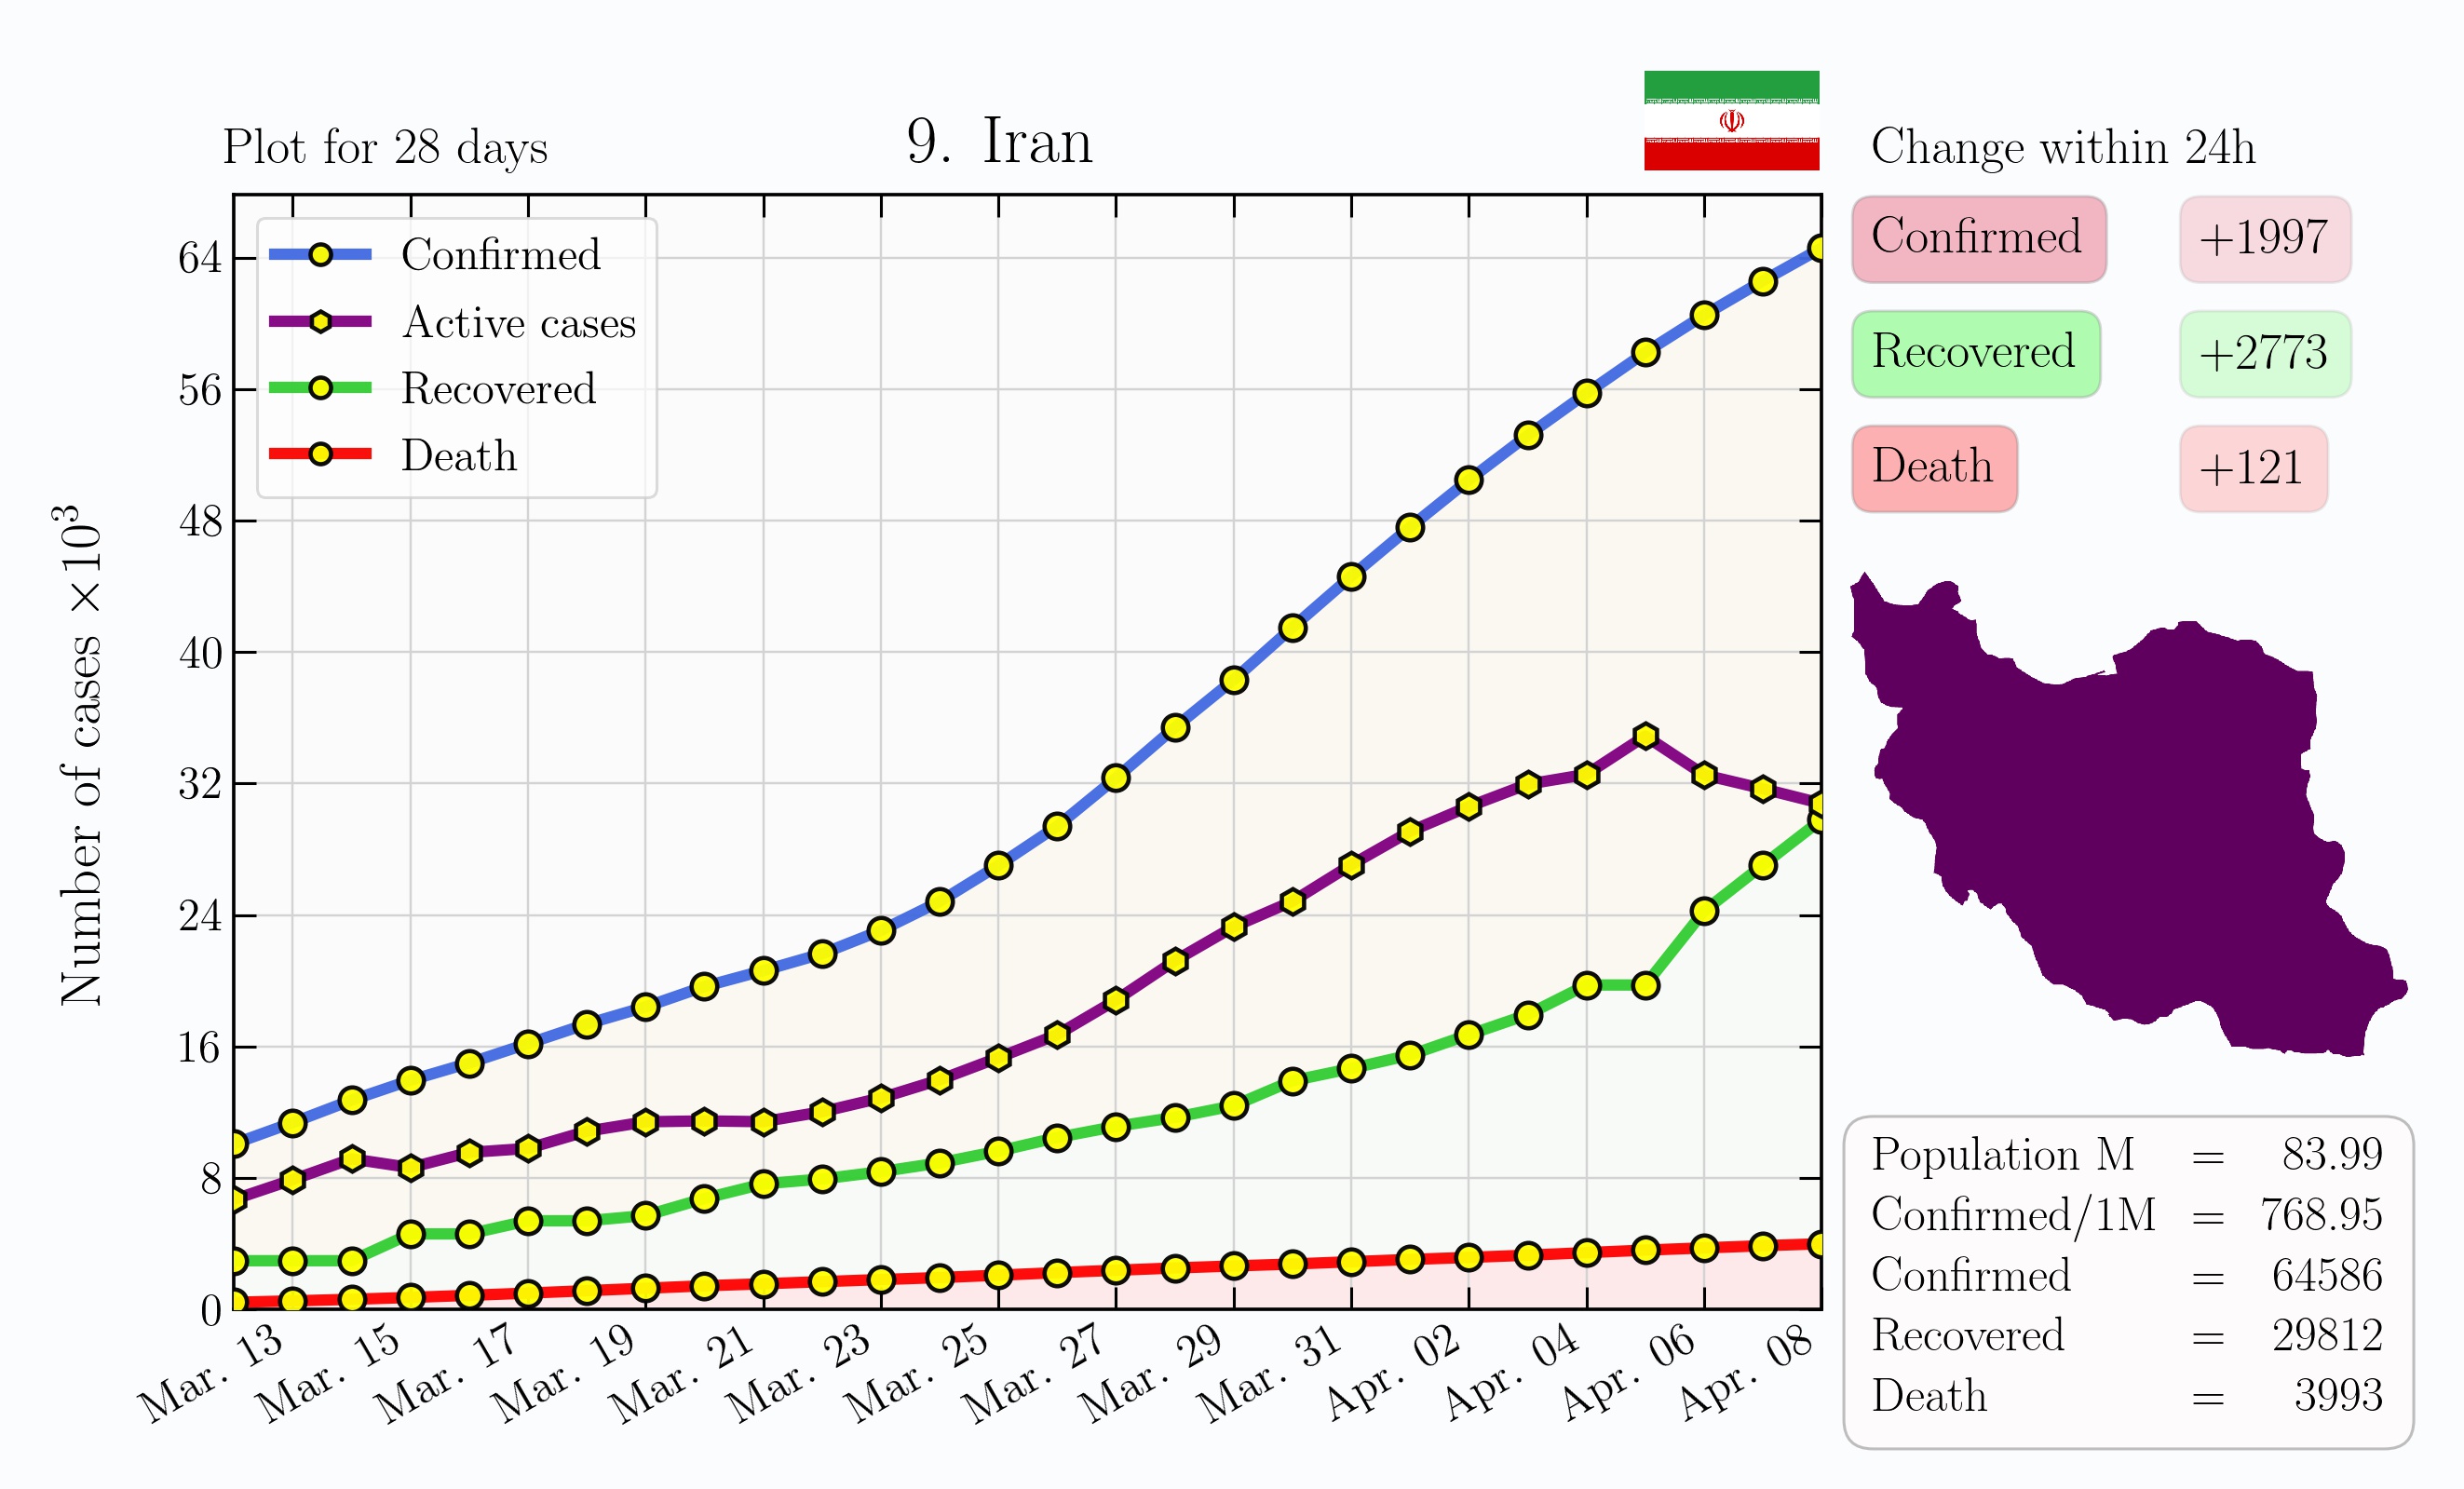 Plot for 28 days
9. Iran
Change within 24h
Confirmed +1997
Recovered +2773
Death +121
Confirmed
Active cases
Recovered
Death
Number of cases ×10³
64
56
48
40
32
24
16
8
0
Mar. 13
Mar. 15
Mar. 17
Mar. 19
Mar. 21
Mar. 23
Mar. 25
Mar. 27
Mar. 29
Mar. 31
Apr. 02
Apr. 04
Apr. 06
Apr. 08
Population M = 83.99
Confirmed/1M = 768.95
Confirmed = 64586
Recovered = 29812
Death = 3993